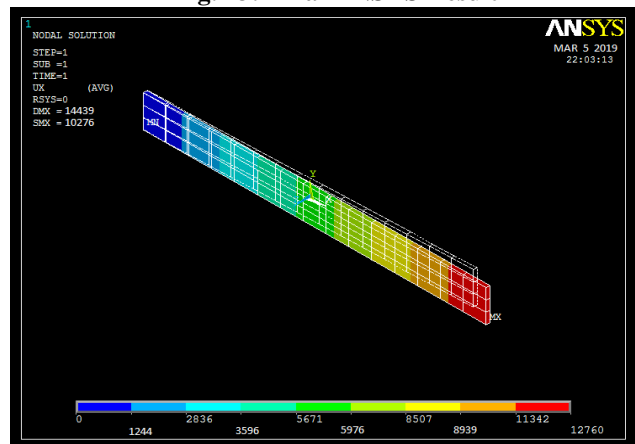 1
NODAL SOLUTION
STEP=1
SUB =1
TIME=1
UX (AVG)
RSYS=0
DMX = 14439
SMX = 10276
ANSYS
MAR 5 2019
22:03:13
MN
Y
X
MX
0 2836 5671 8507 11342
1244 3596 5976 8939 12760